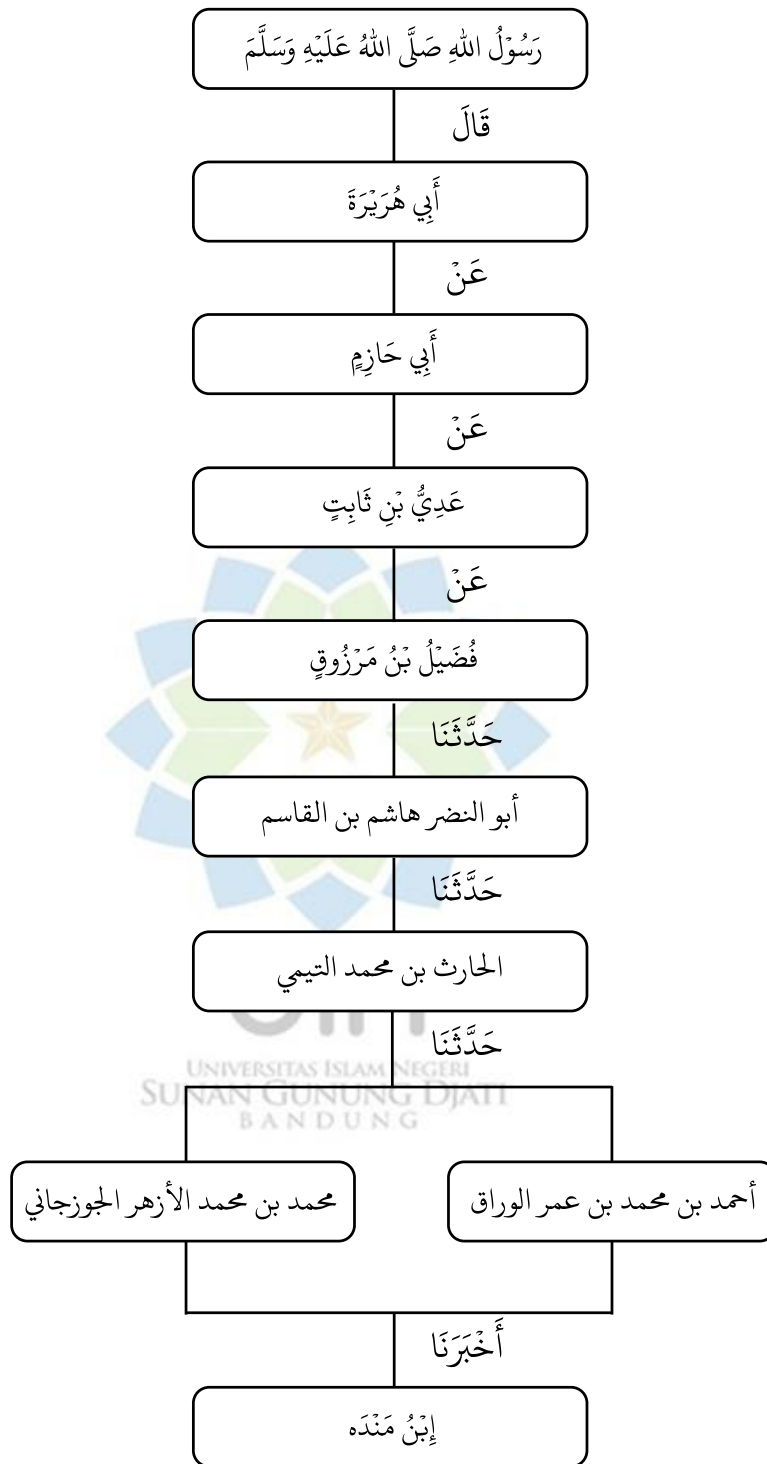 رَسُوْلُ اللهِ صَلَّى اللهُ عَلَيْهِ وَسَلَّمَ
قَالَ
أَبِي هُرَيْرَةَ
عَنْ
أَبِي حَازِمٍ
عَنْ
عَدِيُّ بْنِ ثَابِتٍ
عَنْ
فُضَيْلُ بْنُ مَرْزُوقٍ
حَدَّثَنَا
أبو النضر هاشم بن القاسم
حَدَّثَنَا
الحارث بن محمد التيمي
حَدَّثَنَا
UNIVERSITAS ISLAM NEGERI
SUNAN GUNUNG DJATI
BANDUNG
أحمد بن محمد بن عمر الوراق
محمد بن محمد الأزهر الجوزجاني
أَخْبَرَنَا
إِبْنُ مَنْدَه